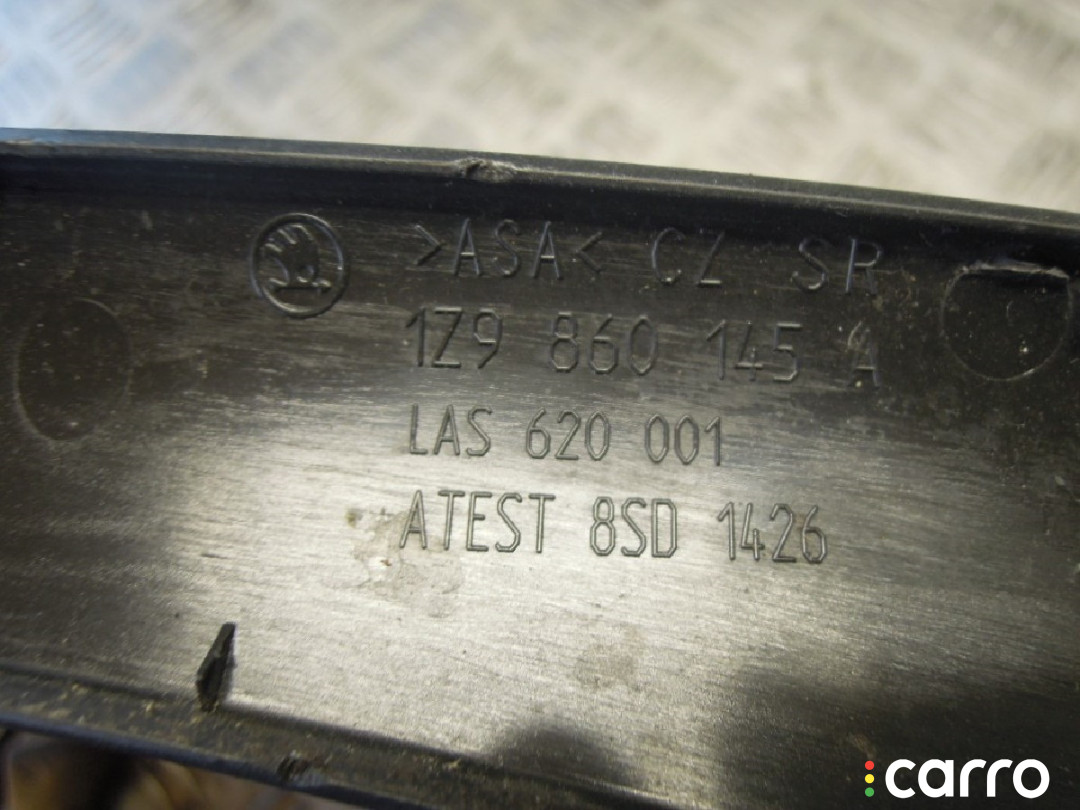 >ASA< CZ SR
1Z9 860 145 A
LAS 620 001
ATEST 8SD 1426
carro